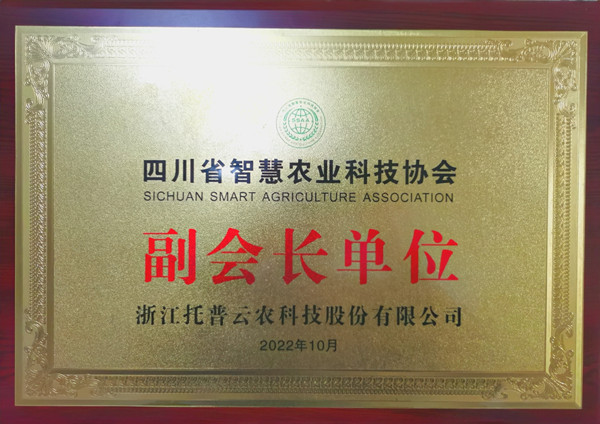 四川省智慧农业科技协会
SICHUAN SMART AGRICULTURE ASSOCIATION
副会长单位
浙江托普云农科技股份有限公司
2022年10月